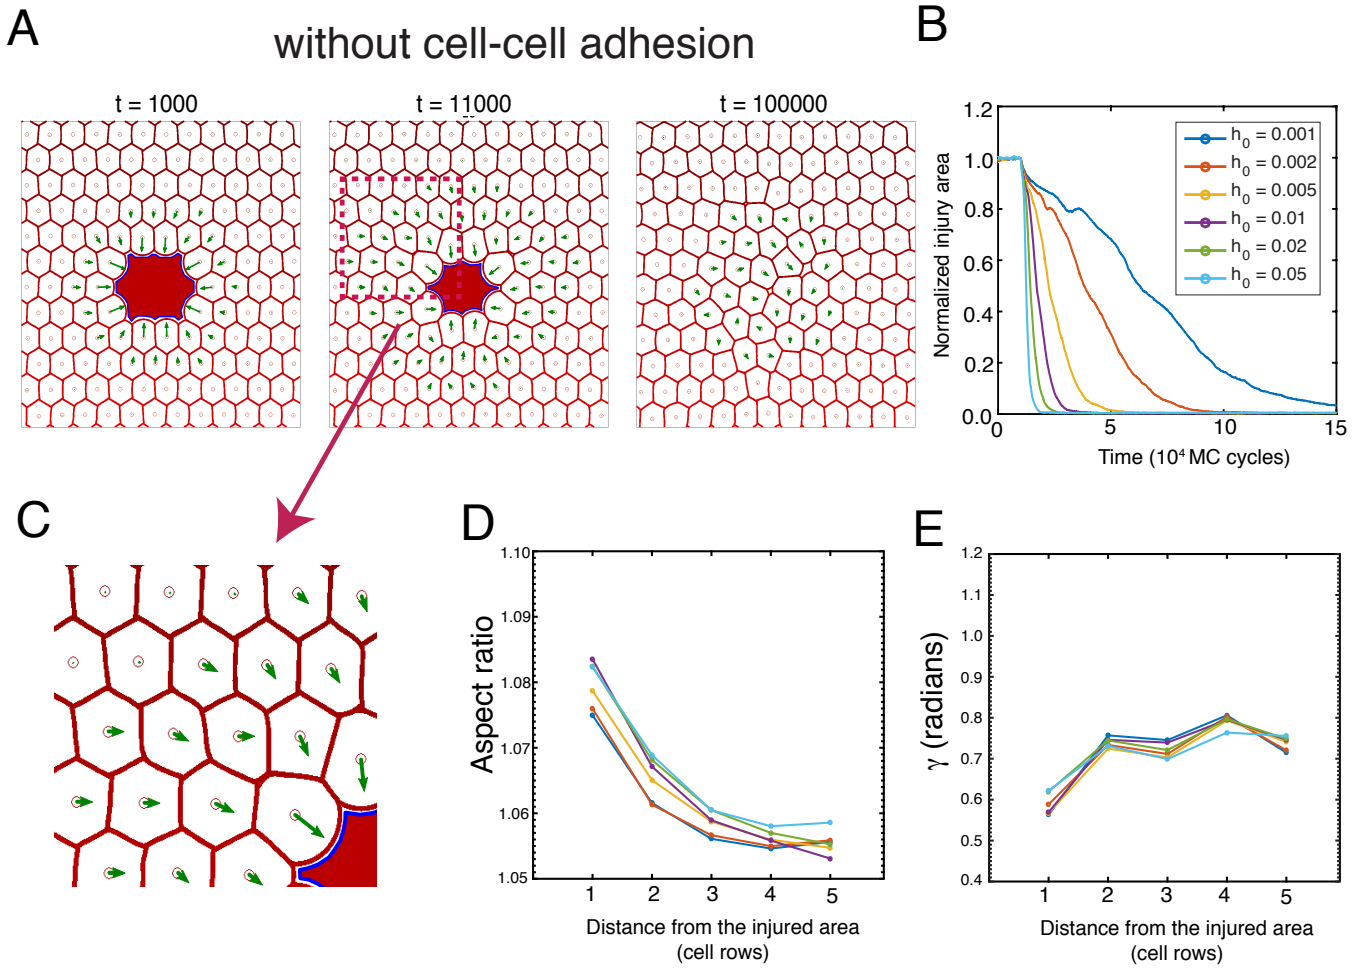 A
without cell-cell adhesion
t = 1000
t = 11000
t = 100000
B
Normalized injury area
1.2
1.0
0.8
0.6
0.4
0.2
0.0
0
5
10
15
Time (10⁴ MC cycles)
h₀ = 0.001
h₀ = 0.002
h₀ = 0.005
h₀ = 0.01
h₀ = 0.02
h₀ = 0.05
C
D
Aspect ratio
1.10
1.09
1.08
1.07
1.06
1.05
1
2
3
4
5
Distance from the injured area
(cell rows)
E
γ (radians)
1.2
1.1
1.0
0.9
0.8
0.7
0.6
0.5
0.4
1
2
3
4
5
Distance from the injured area
(cell rows)